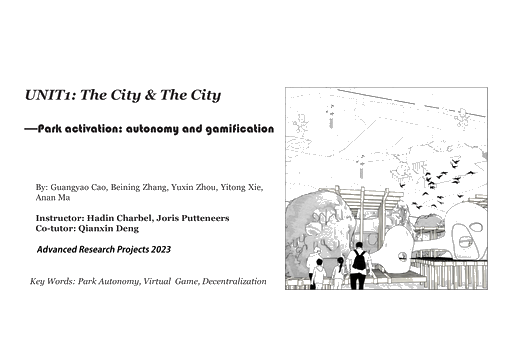 UNIT1: The City & The City
—Park activation: autonomy and gamification
By: Guangyao Cao, Beining Zhang, Yuxin Zhou, Yitong Xie,
Anan Ma
Instructor: Hadin Charbel, Joris Putteneers
Co-tutor: Qianxin Deng
Advanced Research Projects 2023
Key Words: Park Autonomy, Virtual Game, Decentralization